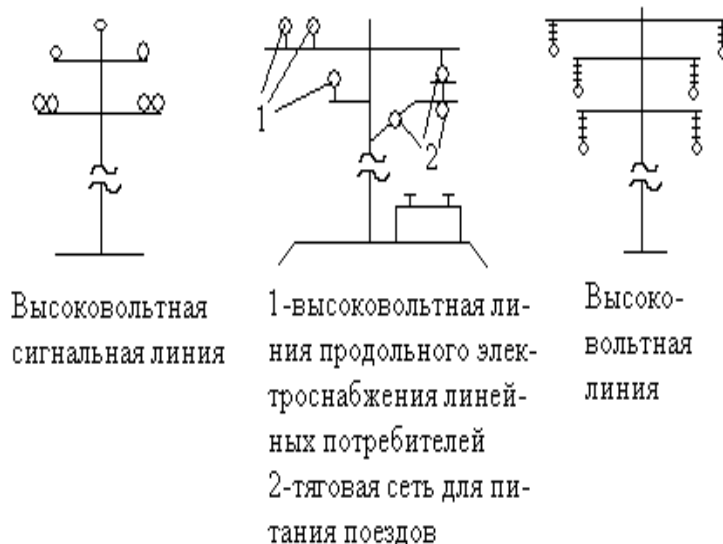 1
2
Высоковольтная
сигнальная линия
1-высоковольтная ли-
ния продольного элек-
троснабжения линей-
ных потребителей
2-тяговая сеть для пи-
тания поездов
Высоко-
вольтная
линия